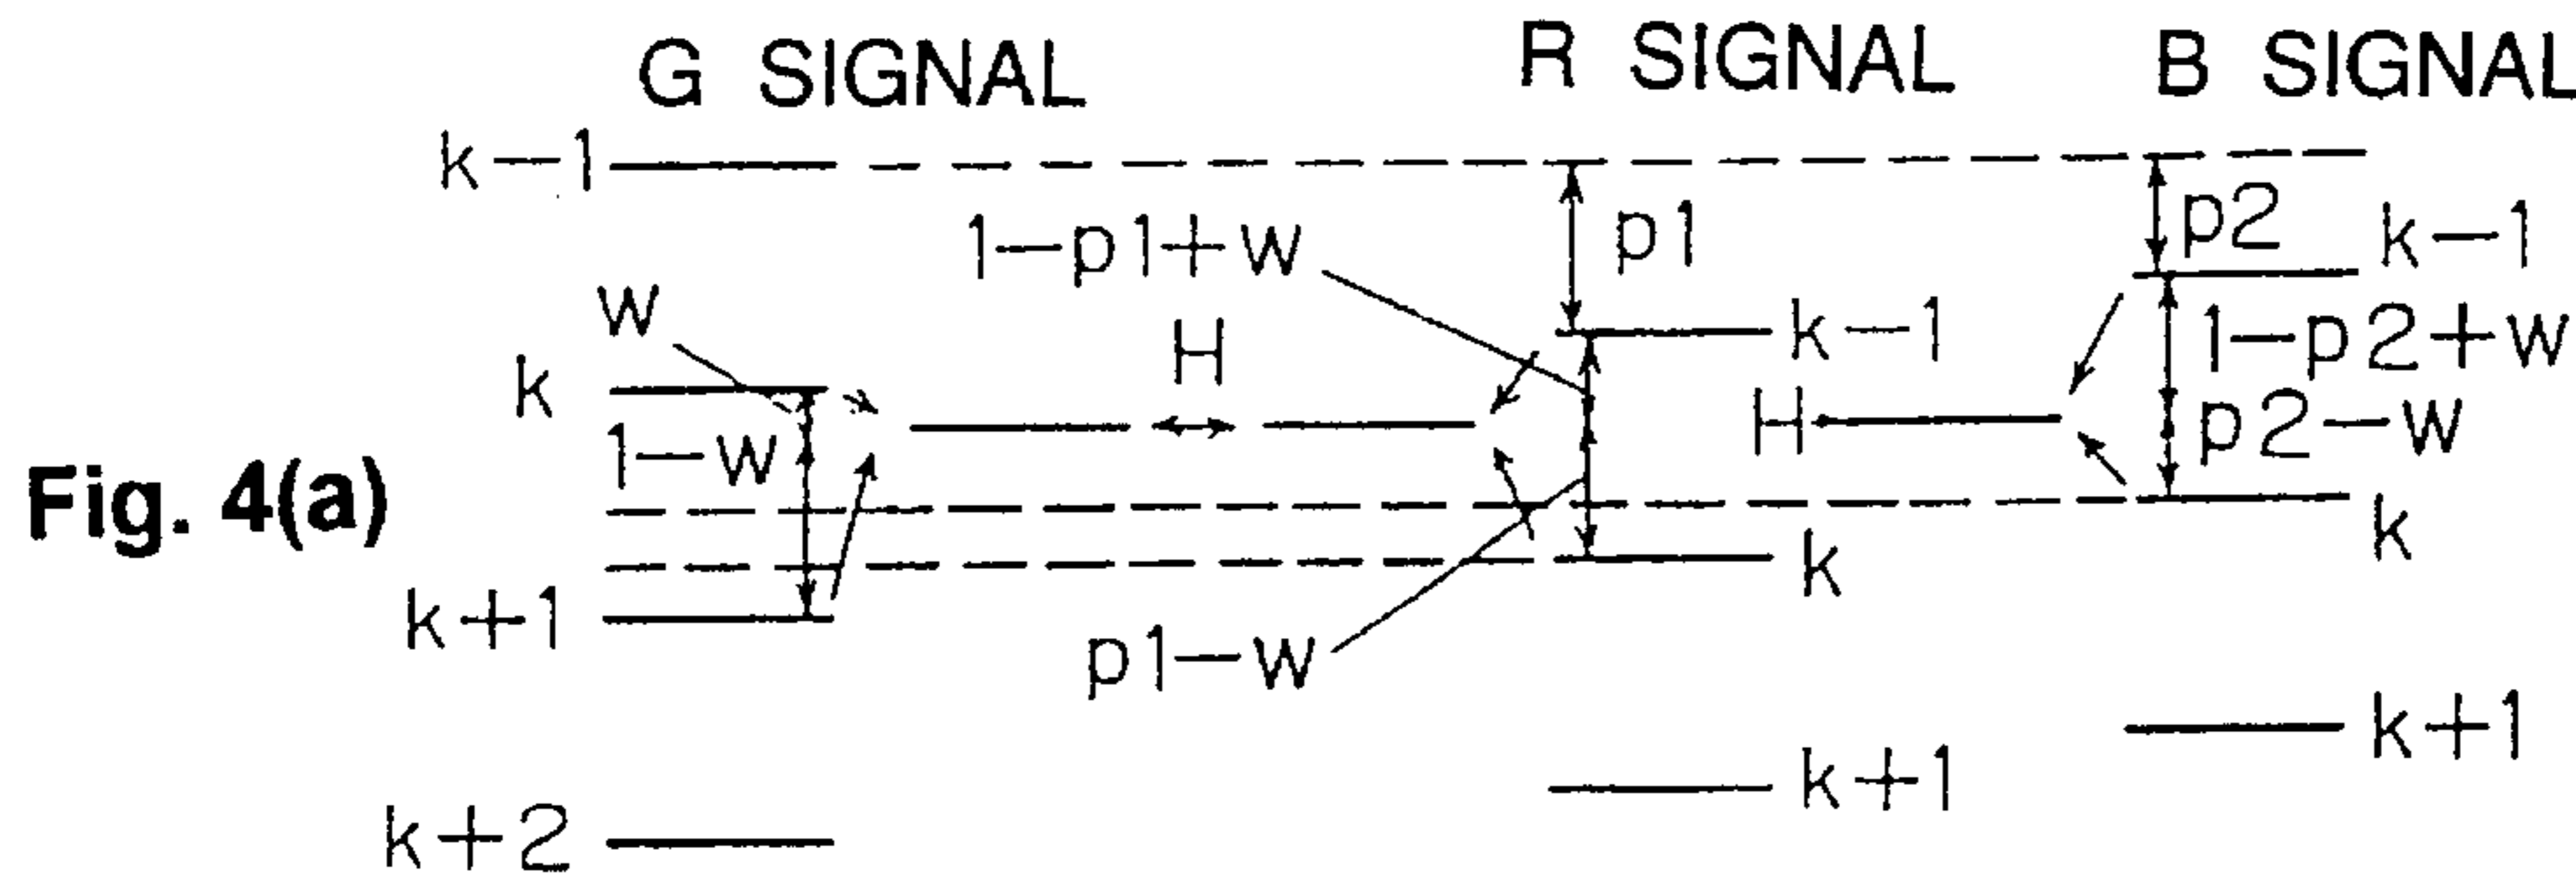 G SIGNAL
R SIGNAL
B SIGNAL
k−1
p1
p2
k−1
1−p1+w
w
H
k−1
1−p2+w
k
H
p2−w
1−w
Fig. 4(a)
k
k
k+1
p1−w
k+1
k+1
k+2